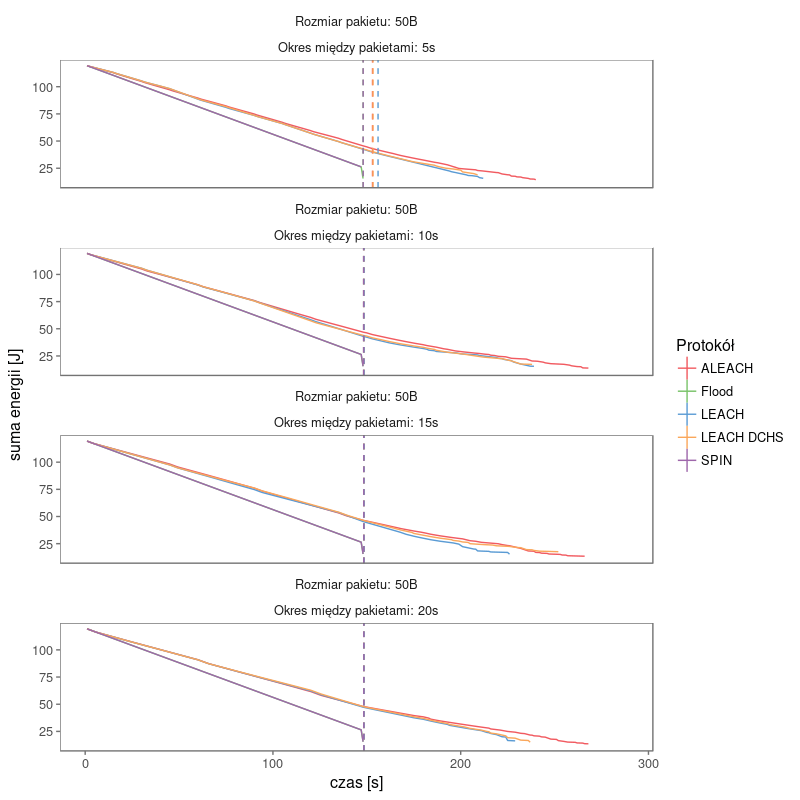 Rozmiar pakietu: 50B
Okres między pakietami: 5s
100
75
50
25
Rozmiar pakietu: 50B
Okres między pakietami: 10s
100
75
50
25
Rozmiar pakietu: 50B
Okres między pakietami: 15s
100
75
50
25
Rozmiar pakietu: 50B
Okres między pakietami: 20s
100
75
50
25
0 100 200 300
czas [s]
suma energii [J]
Protokół
ALEACH
Flood
LEACH
LEACH DCHS
SPIN